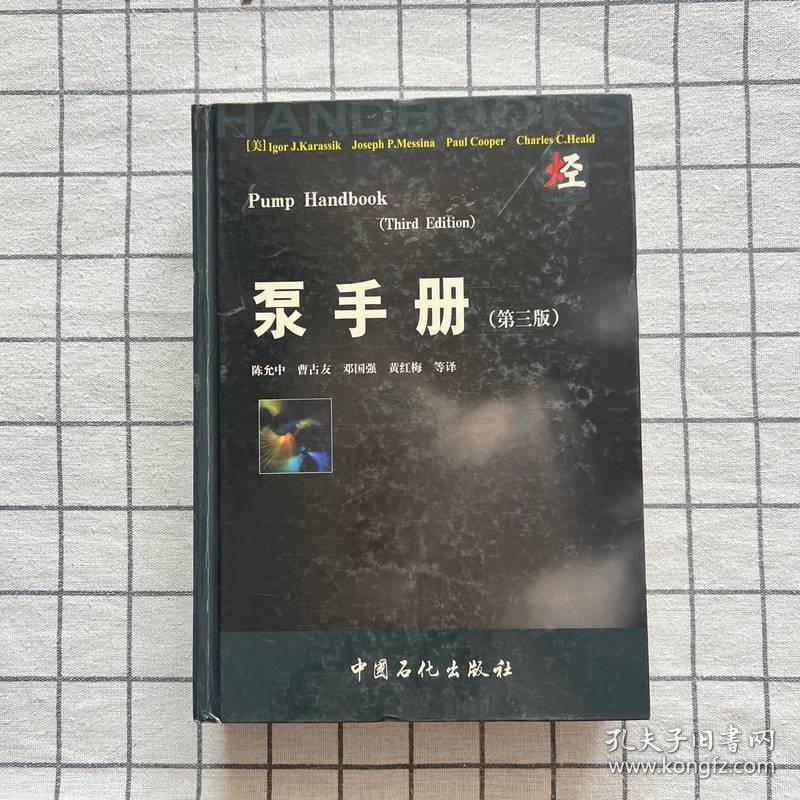 HANDBOOKS
[美] Igor J.Karassik Joseph P.Messina Paul Cooper Charles C.Heald
烃
Pump Handbook
(Third Edition)
泵手册 (第三版)
陈允中 曹占友 邓国强 黄红梅 等译
中国石化出版社
孔夫子旧书网
www.kongfz.com